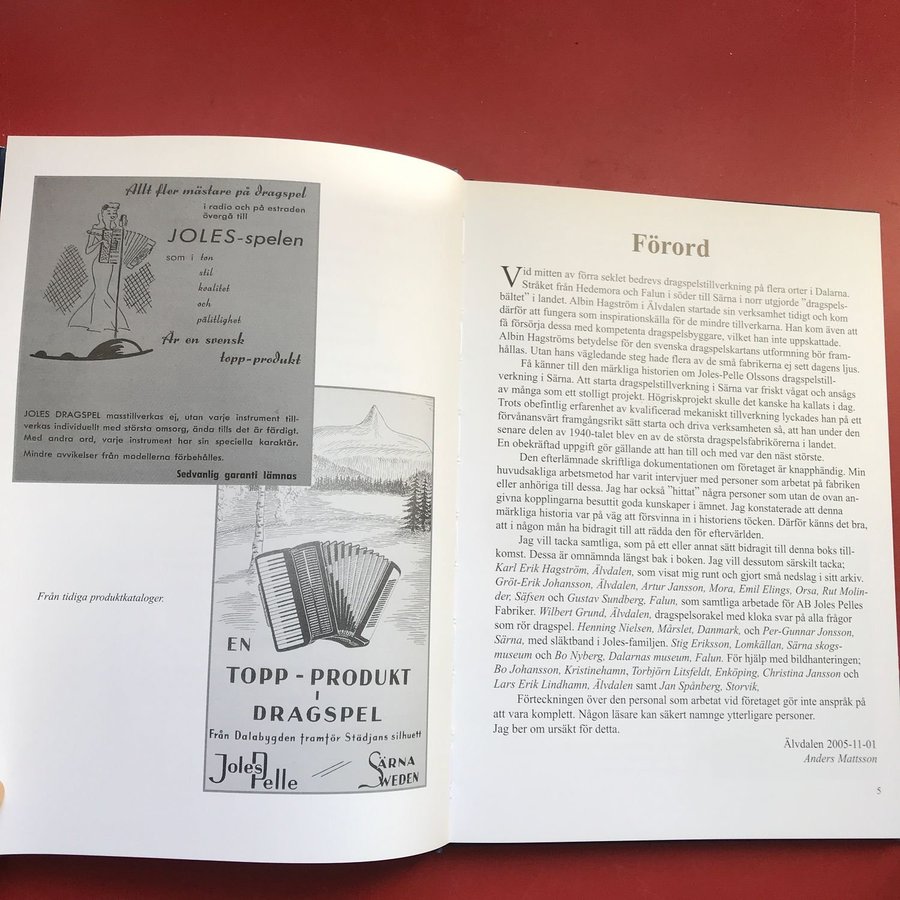 Allt fler mästare på dragspel
i radio och på estraden
övergå till
JOLES-spelen
som i ton
stil
kvalitet
och
pålitlighet
Är en svensk
topp-produkt
JOLES DRAGSPEL masstillverkas ej, utan varje instrument till-
verkas individuellt med största omsorg, ända tills det är färdigt.
Med andra ord, varje instrument har sin speciella karaktär.
Mindre avvikelser från modellerna förbehålles.
Sedvanlig garanti lämnas
Från tidiga produktkataloger.
EN
TOPP-PRODUKT
I
DRAGSPEL
Från Dalabygden framför Städjans silhuett
Joles Pelle
SÄRNA
SWEDEN
Förord
Vid mitten av förra seklet bedrevs dragspelstillverkning på flera orter i Dalarna.
Stråket från Hedemora och Falun i söder till Särna i norr utgjorde "dragspels-
bältet" i landet. Albin Hagström i Älvdalen startade sin verksamhet tidigt och kom
därför att fungera som inspirationskälla för de mindre tillverkarna. Han kom även att
få försörja dessa med kompetenta dragspelsbyggare, vilket han inte uppskattade.
Albin Hagströms betydelse för den svenska dragspelskartans utformning bör fram-
hållas. Utan hans vägledande steg hade flera av de små fabrikerna ej sett dagens ljus.
Få känner till den märkliga historien om Joles-Pelle Olssons dragspelstill-
verkning i Särna. Att starta dragspelstillverkning i Särna var friskt vågat och ansågs
av många som ett stolligt projekt. Högriskprojekt skulle det kanske ha kallats i dag.
Trots obefintlig erfarenhet av kvalificerad mekaniskt tillverkning lyckades han på ett
förvånansvärt framgångsrikt sätt starta och driva verksamheten så, att han under den
senare delen av 1940-talet blev en av de största dragspelsfabrikörerna i landet.
En obekräftad uppgift gör gällande att han till och med var den näst störste.
Den efterlämnade skriftliga dokumentationen om företaget är knapphändig. Min
huvudsakliga arbetsmetod har varit intervjuer med personer som arbetat på fabriken
eller anhöriga till dessa. Jag har också "hittat" några personer som utan de ovan an-
givna kopplingarna besuttit goda kunskaper i ämnet. Jag konstaterade att denna
märkliga historia var på väg att försvinna in i historiens töcken. Därför känns det bra,
att i någon mån ha bidragit till att rädda den för eftervärlden.
Jag vill tacka samtliga, som på ett eller annat sätt bidragit till denna boks till-
komst. Dessa är omnämnda längst bak i boken. Jag vill dessutom särskilt tacka;
Karl Erik Hagström, Älvdalen, som visat mig runt och gjort små nedslag i sitt arkiv.
Gröt-Erik Johansson, Älvdalen, Artur Jansson, Mora, Emil Elings, Orsa, Rut Molin-
der, Säfsen och Gustav Sundberg, Falun, som samtliga arbetade för AB Joles Pelles
Fabriker. Wilbert Grund, Älvdalen, dragspelsorakel med kloka svar på alla frågor
som rör dragspel. Henning Nielsen, Mårslet, Danmark, och Per-Gunnar Jonsson,
Särna, med släktband i Joles-familjen. Stig Eriksson, Lomkällan, Särna skogs-
museum och Bo Nyberg, Dalarnas museum, Falun. För hjälp med bildhanteringen;
Bo Johansson, Kristinehamn, Torbjörn Litsfeldt, Enköping, Christina Jansson och
Lars Erik Lindhamn, Älvdalen samt Jan Spånberg, Storvik,
Förteckningen över den personal som arbetat vid företaget gör inte anspråk på
att vara komplett. Någon läsare kan säkert namnge ytterligare personer.
Jag ber om ursäkt för detta.
Älvdalen 2005-11-01
Anders Mattsson
5